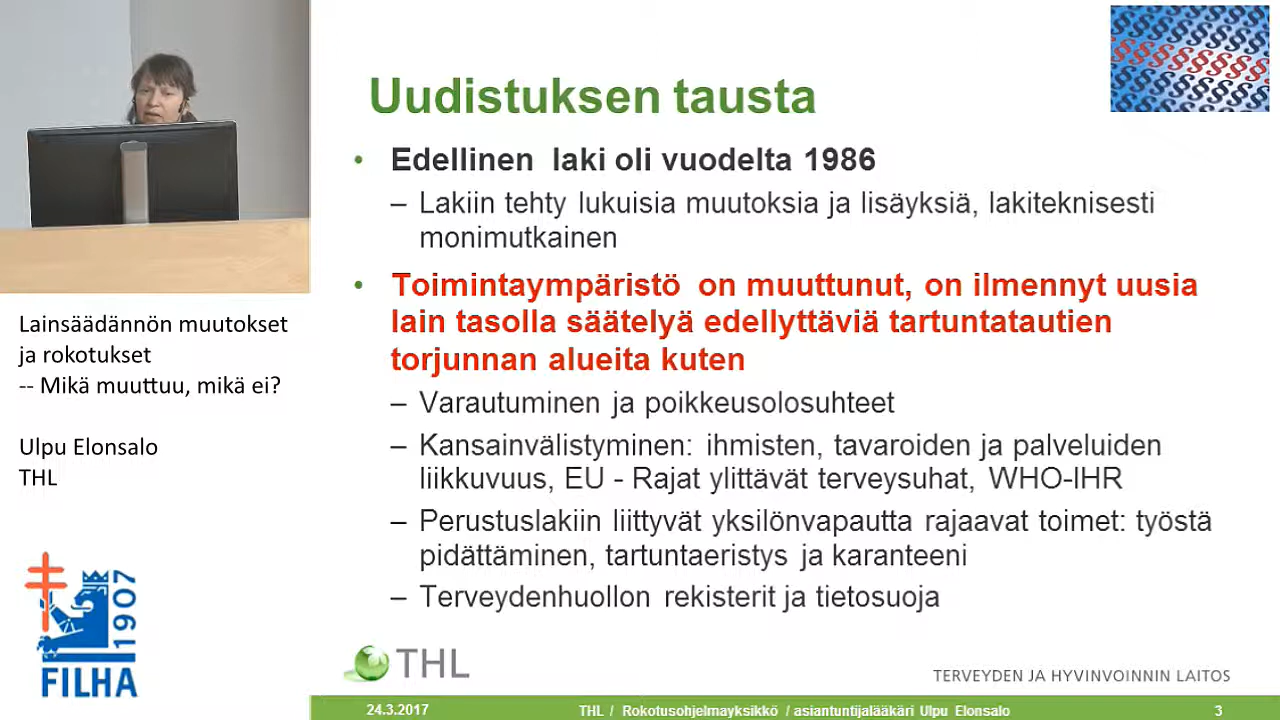 Uudistuksen tausta
• Edellinen laki oli vuodelta 1986
– Lakiin tehty lukuisia muutoksia ja lisäyksiä, lakiteknisesti
monimutkainen
• Toimintaympäristö on muuttunut, on ilmennyt uusia
lain tasolla säätelyä edellyttäviä tartuntatautien
torjunnan alueita kuten
– Varautuminen ja poikkeusolosuhteet
– Kansainvälistyminen: ihmisten, tavaroiden ja palveluiden
liikkuvuus, EU - Rajat ylittävät terveysuhat, WHO-IHR
– Perustuslakiin liittyvät yksilönvapautta rajaavat toimet: työstä
pidättäminen, tartuntaeristys ja karanteeni
– Terveydenhuollon rekisterit ja tietosuoja
Lainsäädännön muutokset
ja rokotukset
-- Mikä muuttuu, mikä ei?
Ulpu Elonsalo
THL
1907
FILHA
THL
TERVEYDEN JA HYVINVOINNIN LAITOS
24.3.2017
THL / Rokotusohjelmayksikkö / asiantuntijalääkäri Ulpu Elonsalo
3